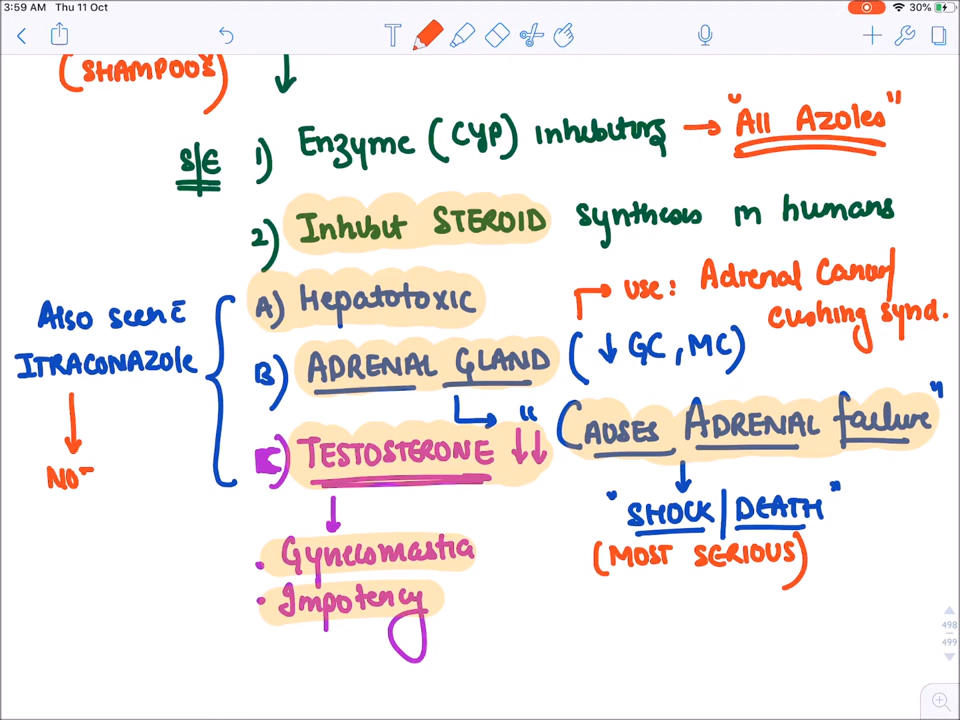 3:59 AM Thu 11 Oct
30%
(SHAMPOOS)
S/E 1) Enzyme (CYP) inhibitors → "All Azoles"
2) Inhibit STEROID synthesis in humans
A) Hepatotoxic
→ use: Adrenal Cancer/
Cushing synd.
Also seen c̄
ITRACONAZOLE
B) ADRENAL GLAND (↓ GC, MC)
→ "CAUSES ADRENAL failure"
C) TESTOSTERONE ↓↓
"SHOCK/DEATH"
(MOST SERIOUS)
• Gynecomastia
• Impotency
498
499